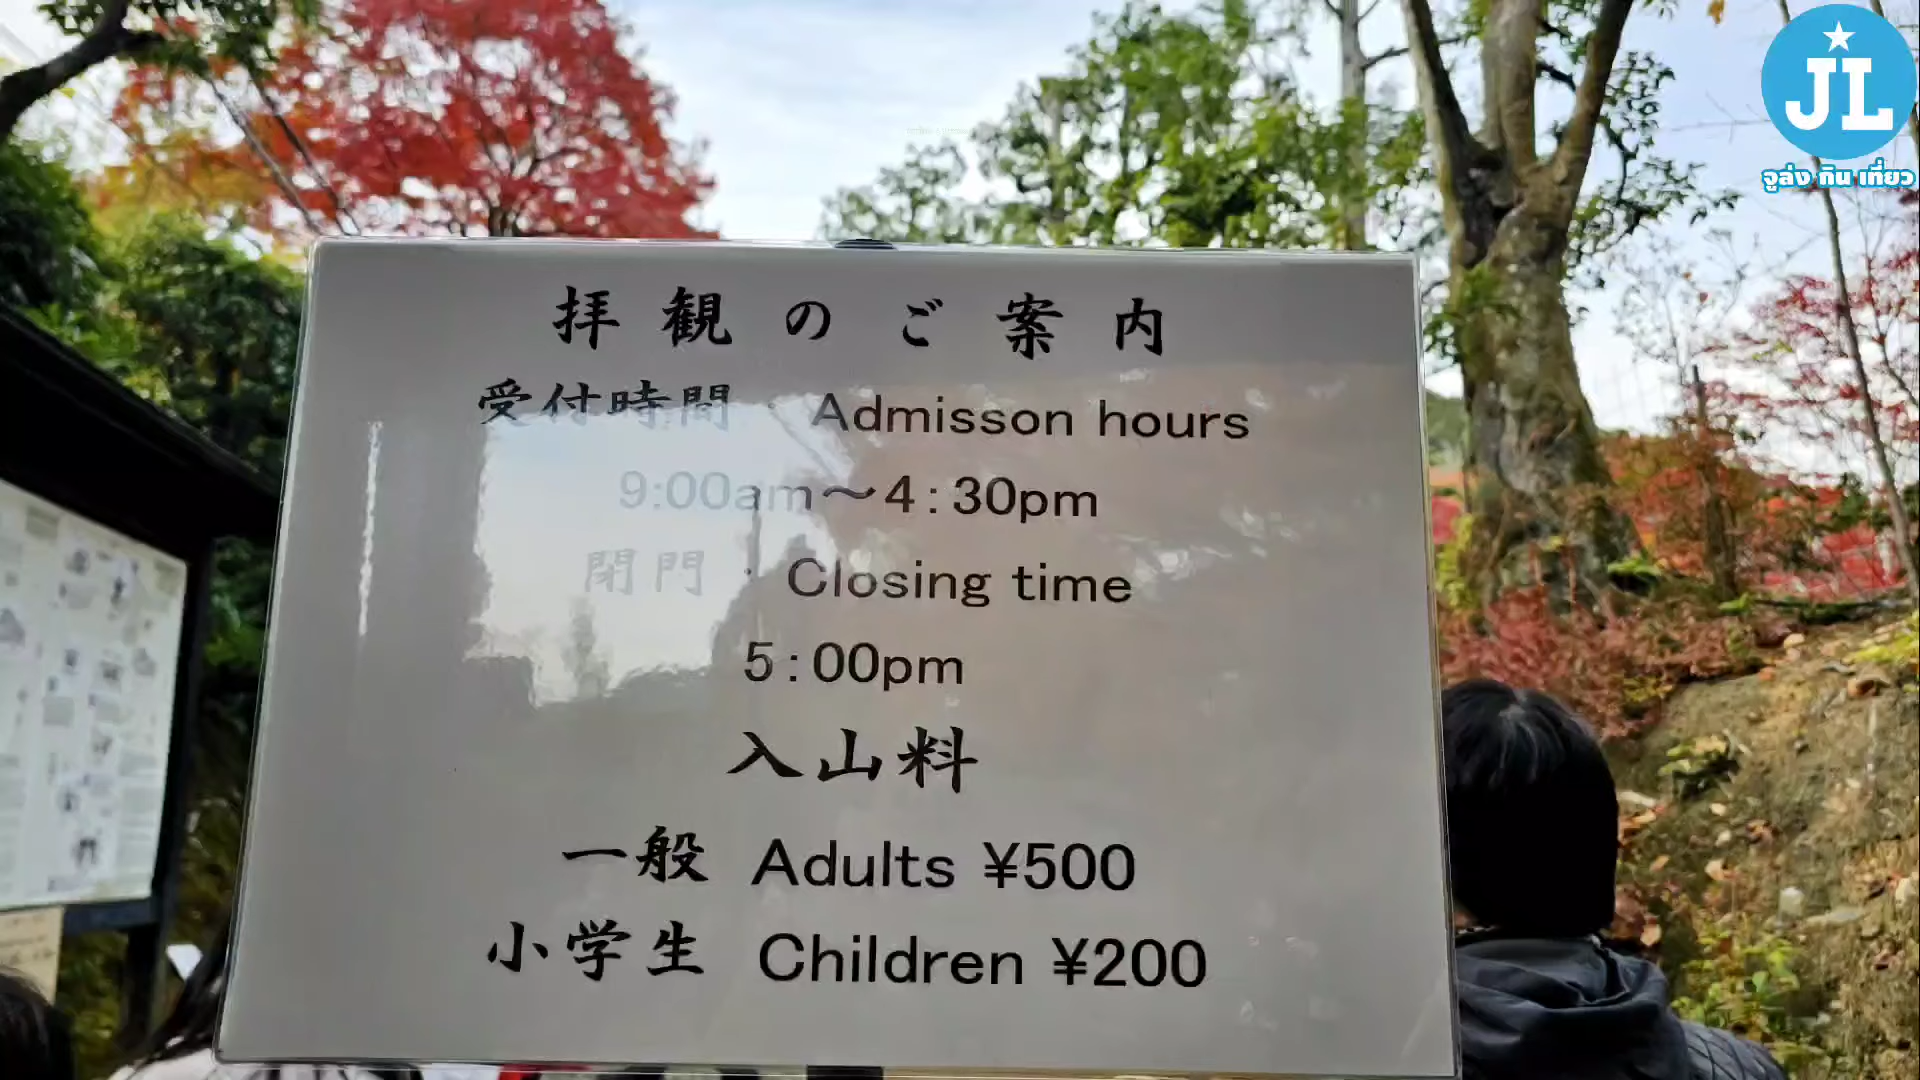 拝観のご案内
受付時間 : Admisson hours
9:00am～4:30pm
閉門 : Closing time
5:00pm
入山料
一般 Adults ¥500
小学生 Children ¥200
JL
จูล่ง กิน เที่ยว